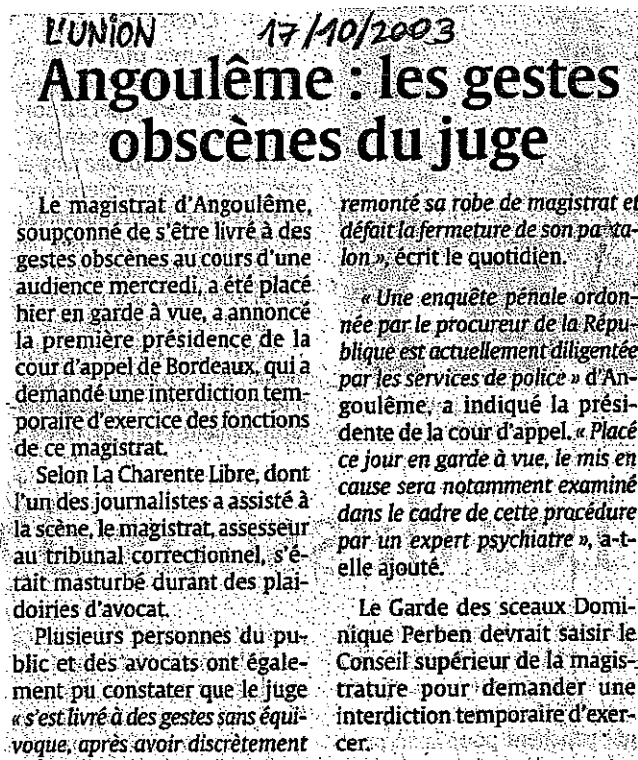 L'UNION 17/10/2003
Angoulême : les gestes
obscènes du juge
Le magistrat d'Angoulême,
soupçonné de s'être livré à des
gestes obscènes au cours d'une
audience mercredi, a été placé
hier en garde à vue, a annoncé
la première présidence de la
cour d'appel de Bordeaux, qui a
demandé une interdiction tem-
poraire d'exercice des fonctions
de ce magistrat.
Selon La Charente Libre, dont
l'un des journalistes a assisté à
la scène, le magistrat, assesseur
au tribunal correctionnel, s'é-
tait masturbé durant des plai-
doiries d'avocat.
Plusieurs personnes du pu-
blic et des avocats ont égale-
ment pu constater que le juge
« s'est livré à des gestes sans équi-
voque, après avoir discrètement
remonté sa robe de magistrat et
défait la fermeture de son panta-
lon », écrit le quotidien.
« Une enquête pénale ordon-
née par le procureur de la Répu-
blique est actuellement diligentée
par les services de police » d'An-
goulême, a indiqué la prési-
dente de la cour d'appel. « Placé
ce jour en garde à vue, le mis en
cause sera notamment examiné
dans le cadre de cette procédure
par un expert psychiatre », a-t-
elle ajouté.
Le Garde des sceaux Domi-
nique Perben devrait saisir le
Conseil supérieur de la magis-
trature pour demander une
interdiction temporaire d'exer-
cer.